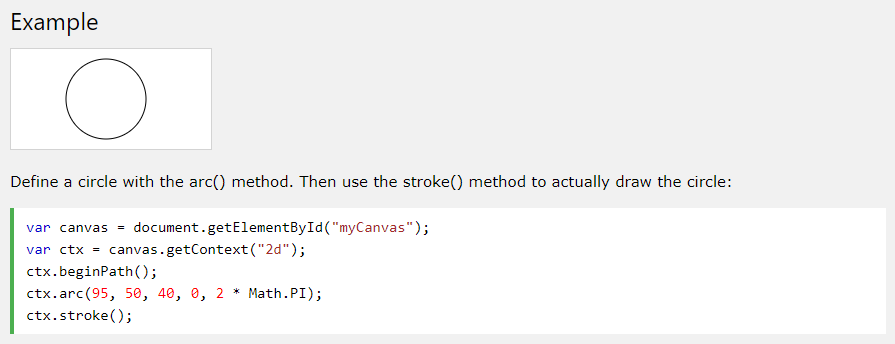 Example
Define a circle with the arc() method. Then use the stroke() method to actually draw the circle:
var canvas = document.getElementById("myCanvas");
var ctx = canvas.getContext("2d");
ctx.beginPath();
ctx.arc(95, 50, 40, 0, 2 * Math.PI);
ctx.stroke();